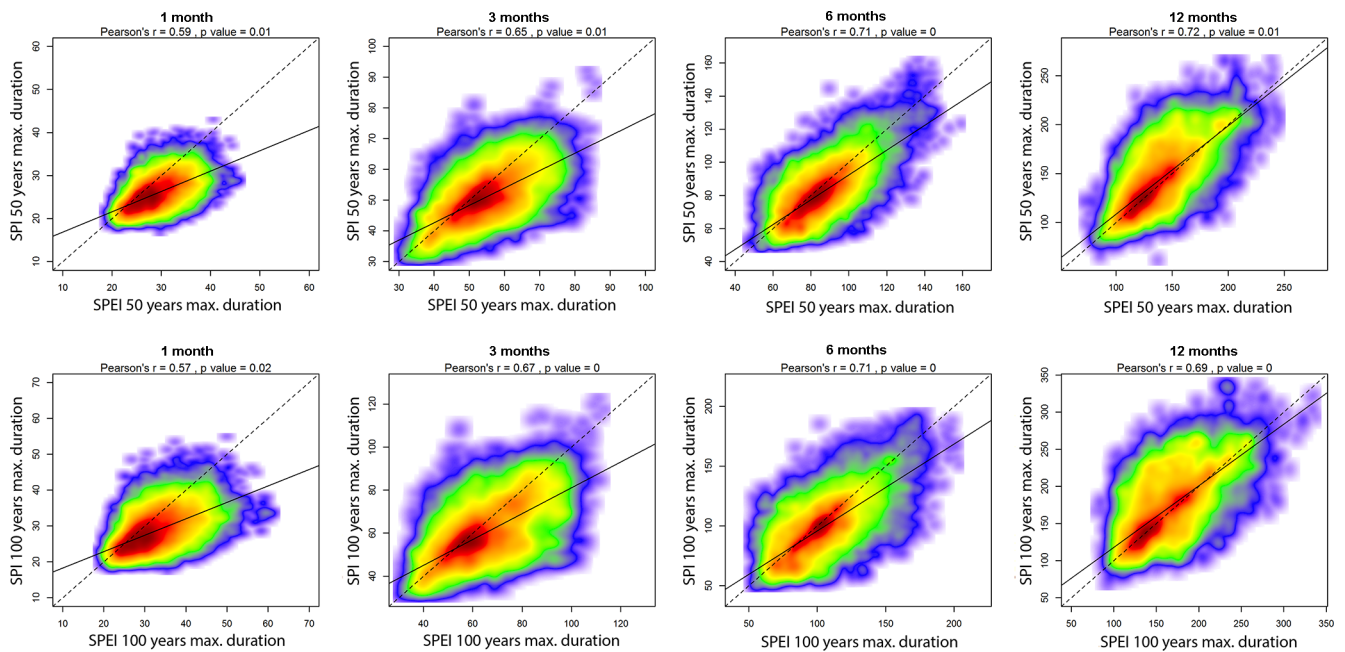 1 month
Pearson's r = 0.59 , p value = 0.01
60
50
40
30
20
10
SPI 50 years max. duration
10 20 30 40 50 60
SPEI 50 years max. duration
3 months
Pearson's r = 0.65 , p value = 0.01
100
90
80
70
60
50
40
30
SPI 50 years max. duration
30 40 50 60 70 80 90 100
SPEI 50 years max. duration
6 months
Pearson's r = 0.71 , p value = 0
160
140
120
100
80
60
40
SPI 50 years max. duration
40 60 80 100 120 140 160
SPEI 50 years max. duration
12 months
Pearson's r = 0.72 , p value = 0.01
250
200
150
100
SPI 50 years max. duration
100 150 200 250
SPEI 50 years max. duration
1 month
Pearson's r = 0.57 , p value = 0.02
70
60
50
40
30
20
10
SPI 100 years max. duration
10 20 30 40 50 60 70
SPEI 100 years max. duration
3 months
Pearson's r = 0.67 , p value = 0
120
100
80
60
40
SPI 100 years max. duration
40 60 80 100 120
SPEI 100 years max. duration
6 months
Pearson's r = 0.71 , p value = 0
200
150
100
50
SPI 100 years max. duration
50 100 150 200
SPEI 100 years max. duration
12 months
Pearson's r = 0.69 , p value = 0
350
300
250
200
150
100
50
SPI 100 years max. duration
50 100 150 200 250 300 350
SPEI 100 years max. duration